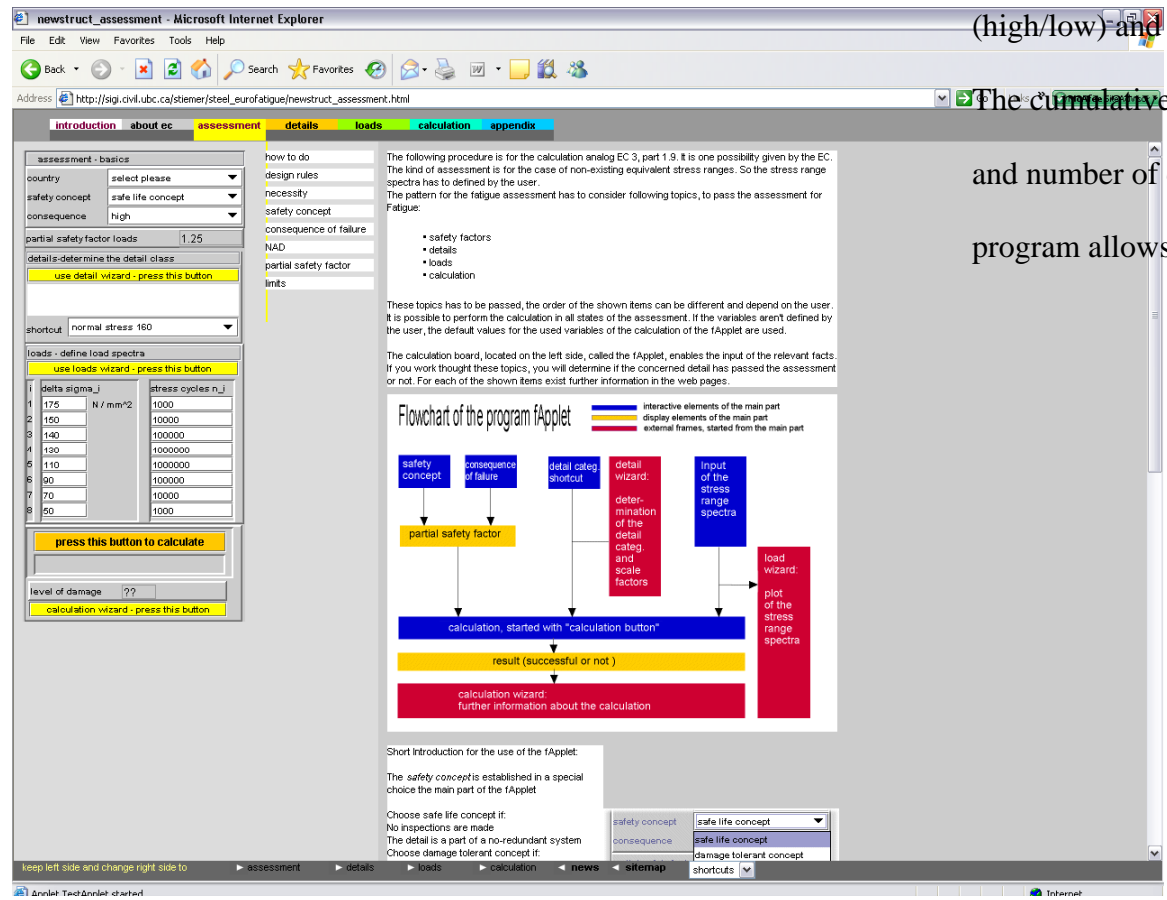 newstruct_assessment - Microsoft Internet Explorer
(high/low) and
File Edit View Favorites Tools Help
Back Search Favorites
Address http://sigi.civil.ubc.ca/stiemer/steel_eurofatigue/newstruct_assessment.html
The cumulative
introduction about ec assessment details loads calculation appendix
and number of
program allows
assessment - basics
country select please
safety concept safe life concept
consequence high
partial safety factor loads 1.25
details-determine the detail class
use detail wizard - press this button
shortcut normal stress 160
loads - define load spectra
use loads wizard - press this button
i delta sigma_i stress cycles n_i
1 175 N / mm^2 1000
2 150 10000
3 140 100000
4 130 1000000
5 110 1000000
6 90 100000
7 70 10000
8 50 1000
press this button to calculate
level of damage ??
calculation wizard - press this button
how to do
design rules
necessity
safety concept
consequence of failure
NAD
partial safety factor
limits
The following procedure is for the calculation analog EC 3, part 1.9. It is one possibility given by the EC.
The kind of assessment is for the case of non-existing equivalent stress ranges. So the stress range
spectra has to defined by the user.
The pattern for the fatigue assessment has to consider following topics, to pass the assessment for
Fatigue:
▪ safety factors
▪ details
▪ loads
▪ calculation
These topics has to be passed, the order of the shown items can be different and depend on the user.
It is possible to perform the calculation in all states of the assessment. If the variables aren't defined by
the user, the default values for the used variables of the calculation of the fApplet are used.
The calculation board, located on the left side, called the fApplet, enables the input of the relevant facts.
If you work thought these topics, you will determine if the concerned detail has passed the assessment
or not. For each of the shown items exist further information in the web pages.
Flowchart of the program fApplet
interactive elements of the main part
display elements of the main part
external frames, started from the main part
safety
concept
consequence
of failure
detail categ.
shortcut
detail
wizard:
deter-
mination
of the
detail
categ.
and
scale
factors
Input
of the
stress
range
spectra
partial safety factor
load
wizard:
plot
of the
stress
range
spectra
calculation, started with "calculation button"
result (successful or not )
calculation wizard:
further information about the calculation
Short Introduction for the use of the fApplet:
The safety concept is established in a special
choice the main part of the fApplet
Choose safe life concept if:
No inspections are made
The detail is a part of a no-redundant system
Choose damage tolerant concept if:
safety concept safe life concept
consequence safe life concept
damage tolerant concept
keep left side and change right side to ► assessment ► details ► loads ► calculation ◄ news ◄ sitemap shortcuts
Applet TestApplet started Internet